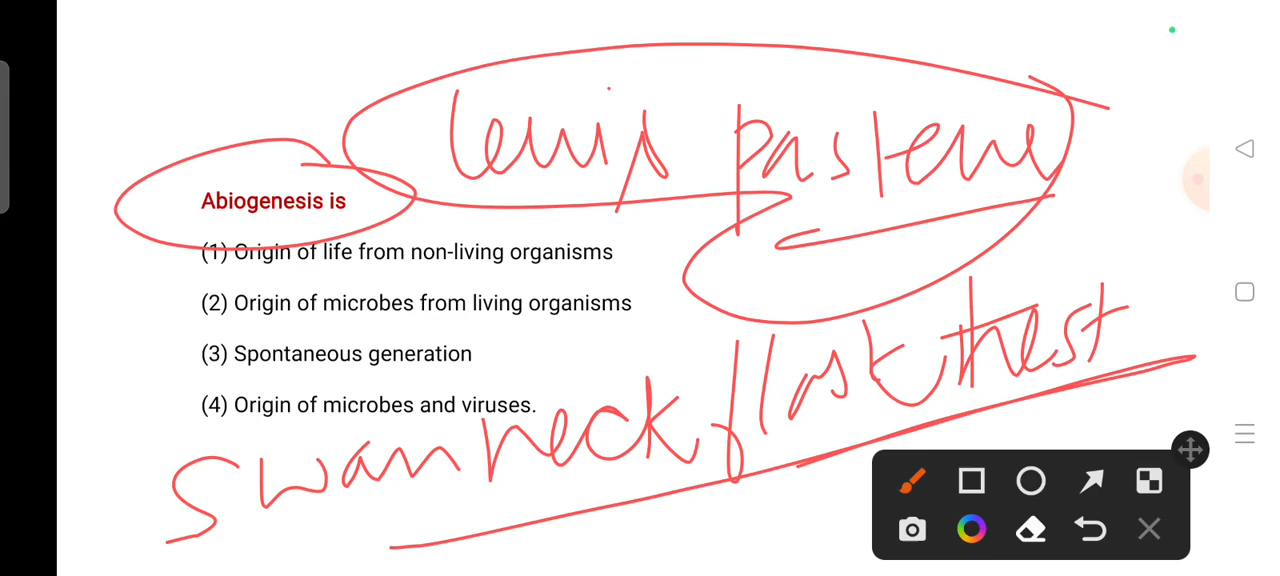 Lewis pasteur
Abiogenesis is
(1) Origin of life from non-living organisms
(2) Origin of microbes from living organisms
(3) Spontaneous generation
(4) Origin of microbes and viruses.
swan neck flask thest